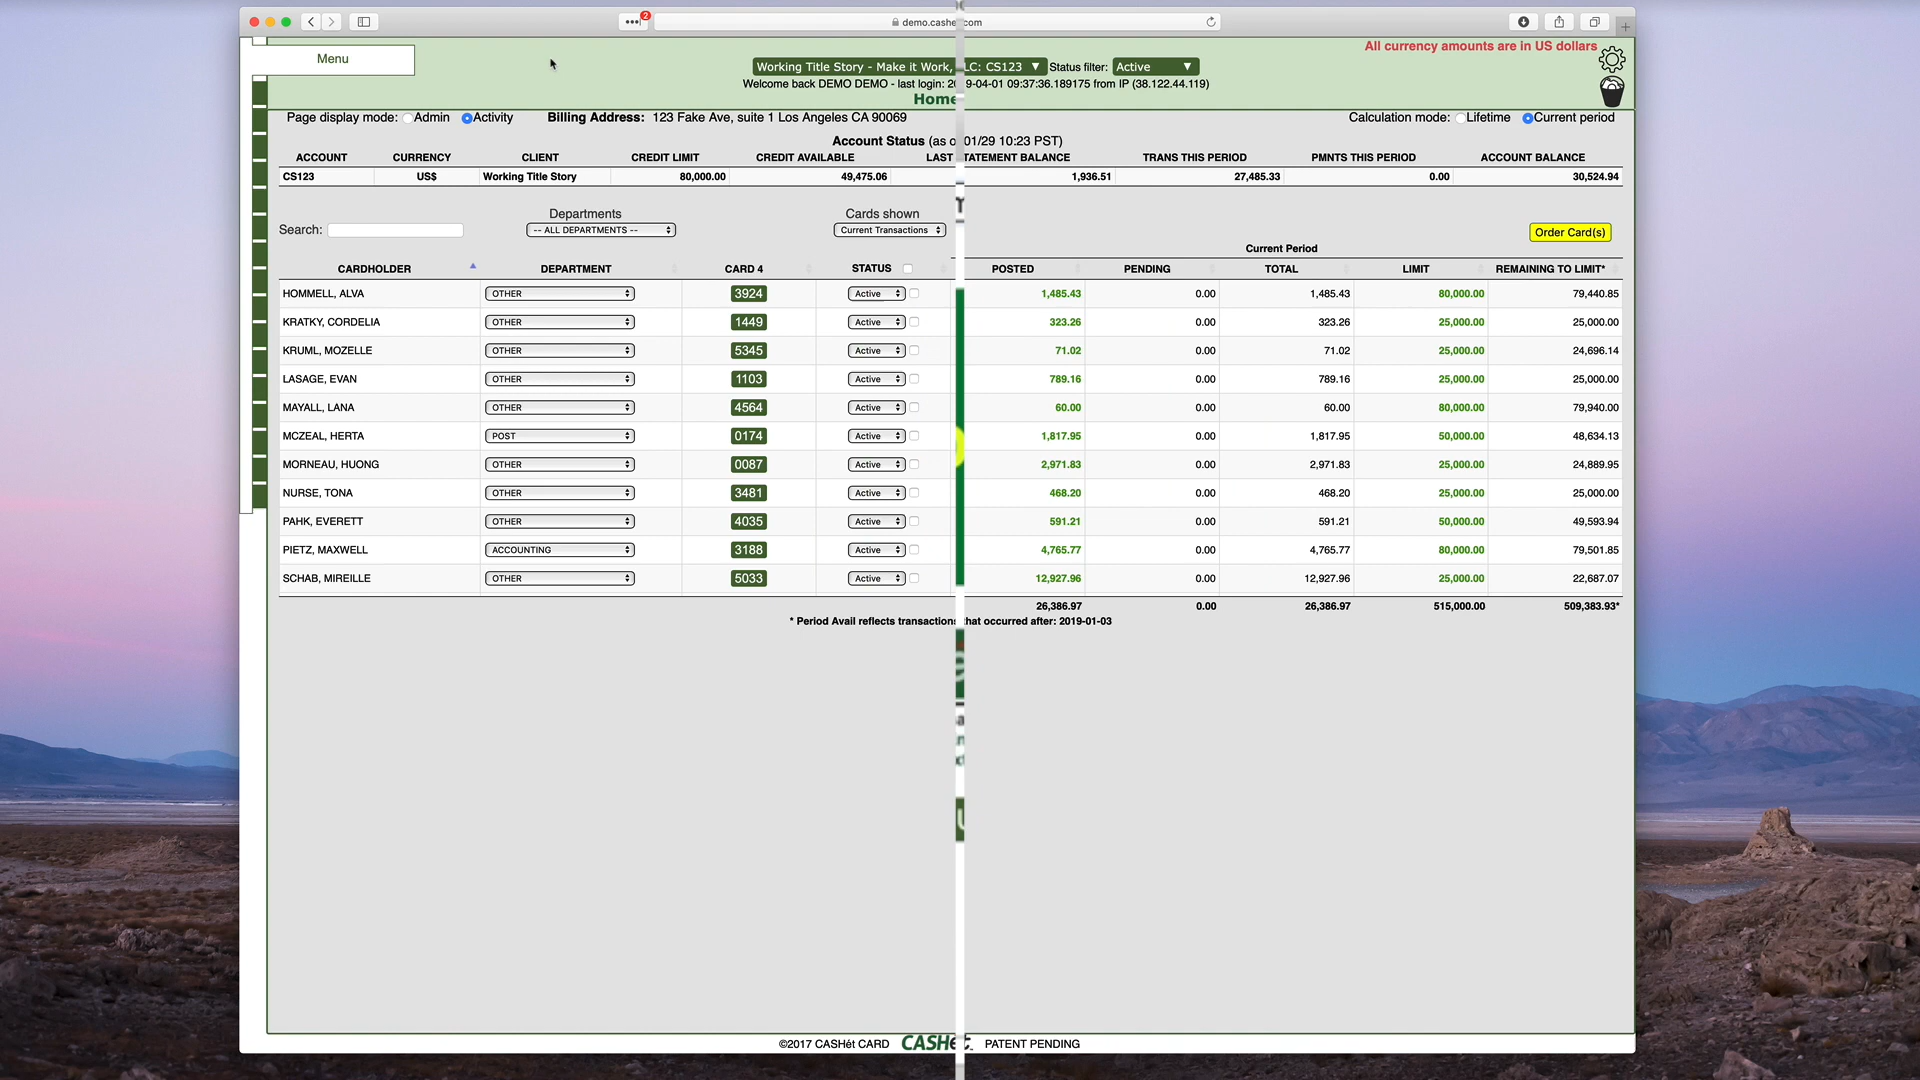 2
demo.cashe com
Menu
All currency amounts are in US dollars
Working Title Story - Make it Work, LC: CS123 ▼ Status filter: Active ▼
Welcome back DEMO DEMO - last login: 2 9-04-01 09:37:36.189175 from IP (38.122.44.119)
Home
Page display mode: Admin Activity Billing Address: 123 Fake Ave, suite 1 Los Angeles CA 90069 Calculation mode: Lifetime Current period
Account Status (as o 01/29 10:23 PST)
ACCOUNT CURRENCY CLIENT CREDIT LIMIT CREDIT AVAILABLE LAST TATEMENT BALANCE TRANS THIS PERIOD PMNTS THIS PERIOD ACCOUNT BALANCE
CS123 US$ Working Title Story 80,000.00 49,475.06 1,936.51 27,485.33 0.00 30,524.94
Departments Cards shown
Search: -- ALL DEPARTMENTS -- Current Transactions Order Card(s)
Current Period
CARDHOLDER DEPARTMENT CARD 4 STATUS POSTED PENDING TOTAL LIMIT REMAINING TO LIMIT*
HOMMELL, ALVA OTHER 3924 Active 1,485.43 0.00 1,485.43 80,000.00 79,440.85
KRATKY, CORDELIA OTHER 1449 Active 323.26 0.00 323.26 25,000.00 25,000.00
KRUML, MOZELLE OTHER 5345 Active 71.02 0.00 71.02 25,000.00 24,696.14
LASAGE, EVAN OTHER 1103 Active 789.16 0.00 789.16 25,000.00 25,000.00
MAYALL, LANA OTHER 4564 Active 60.00 0.00 60.00 80,000.00 79,940.00
MCZEAL, HERTA POST 0174 Active 1,817.95 0.00 1,817.95 50,000.00 48,634.13
MORNEAU, HUONG OTHER 0087 Active 2,971.83 0.00 2,971.83 25,000.00 24,889.95
NURSE, TONA OTHER 3481 Active 468.20 0.00 468.20 25,000.00 25,000.00
PAHK, EVERETT OTHER 4035 Active 591.21 0.00 591.21 50,000.00 49,593.94
PIETZ, MAXWELL ACCOUNTING 3188 Active 4,765.77 0.00 4,765.77 80,000.00 79,501.85
SCHAB, MIREILLE OTHER 5033 Active 12,927.96 0.00 12,927.96 25,000.00 22,687.07
26,386.97 0.00 26,386.97 515,000.00 509,383.93*
* Period Avail reflects transactions that occurred after: 2019-01-03
©2017 CASHét CARD CASHét PATENT PENDING